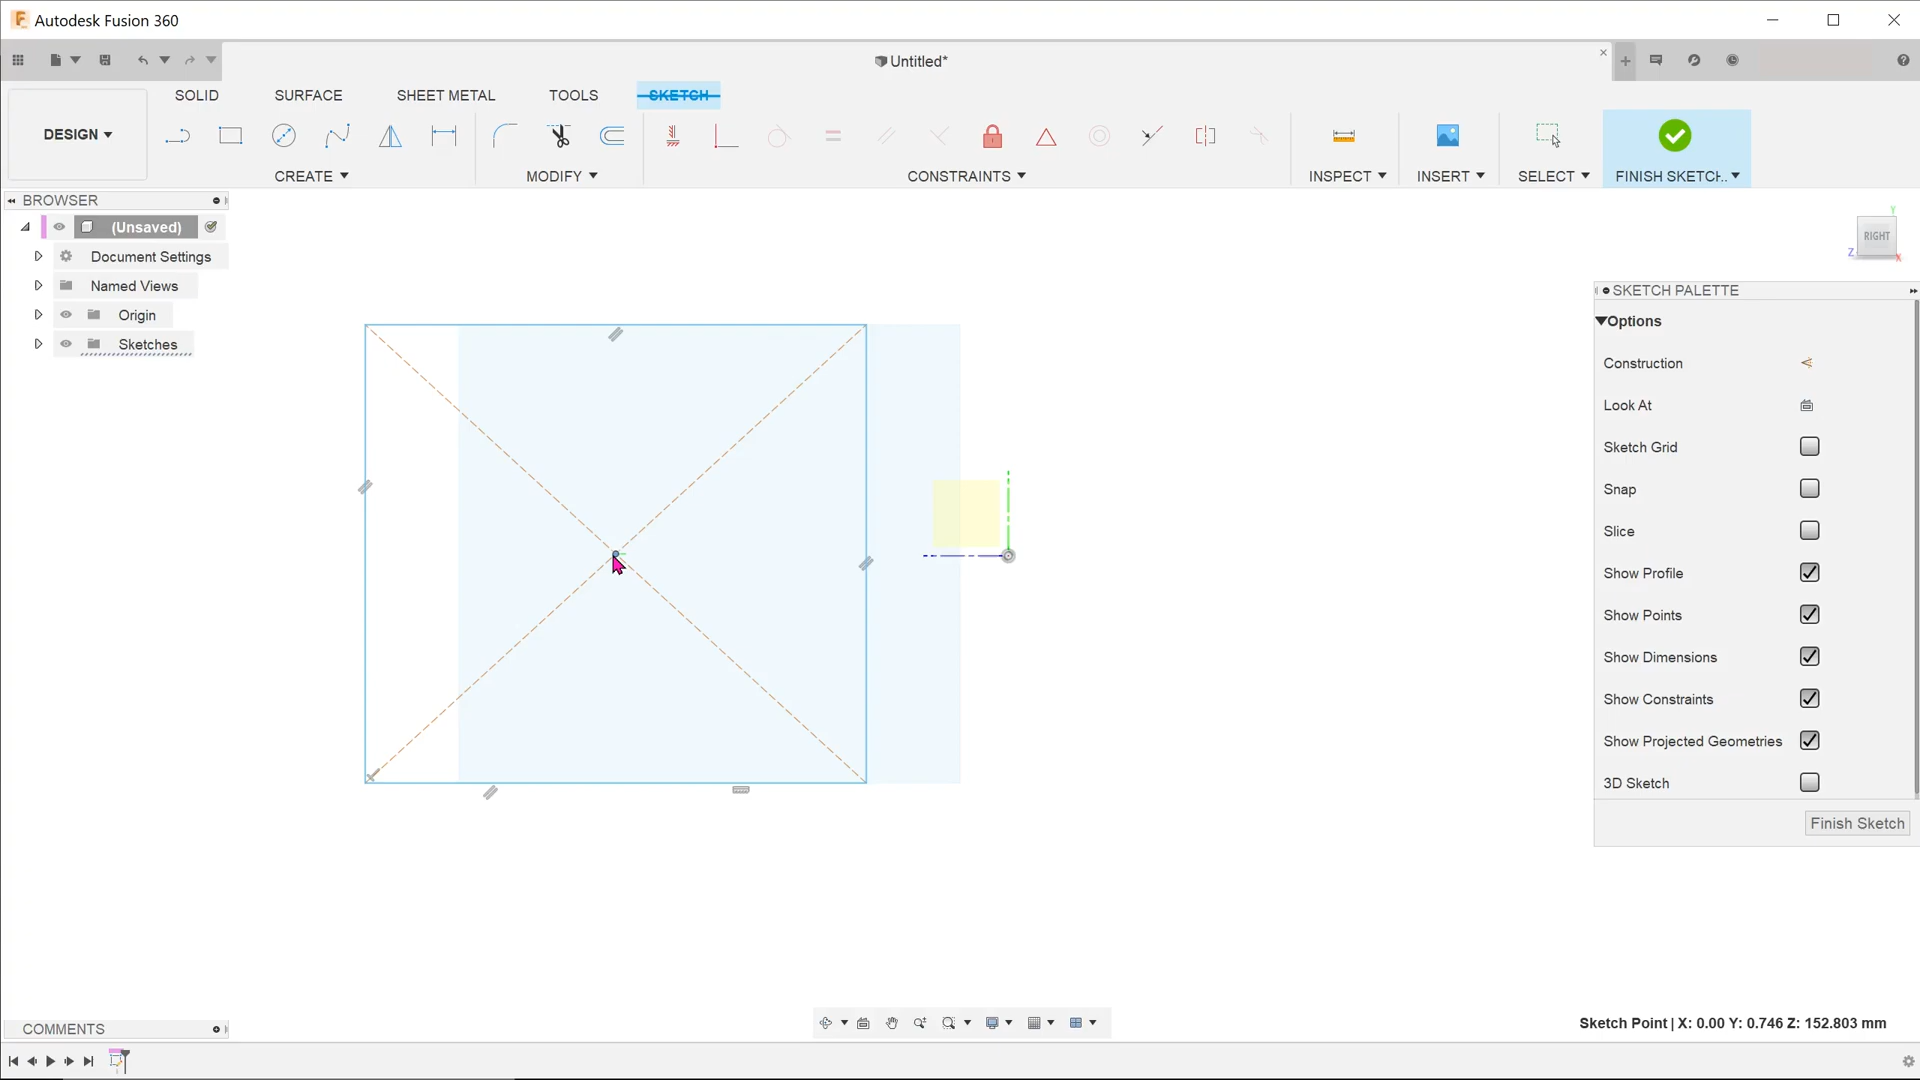 Autodesk Fusion 360
Untitled*
SOLID SURFACE SHEET METAL TOOLS SKETCH
DESIGN
CREATE MODIFY CONSTRAINTS INSPECT INSERT SELECT FINISH SKETCH..
BROWSER
(Unsaved)
Document Settings
Named Views
Origin
Sketches
Y
RIGHT
Z X
SKETCH PALETTE
Options
Construction
Look At
Sketch Grid
Snap
Slice
Show Profile
Show Points
Show Dimensions
Show Constraints
Show Projected Geometries
3D Sketch
Finish Sketch
COMMENTS
Sketch Point | X: 0.00 Y: 0.746 Z: 152.803 mm